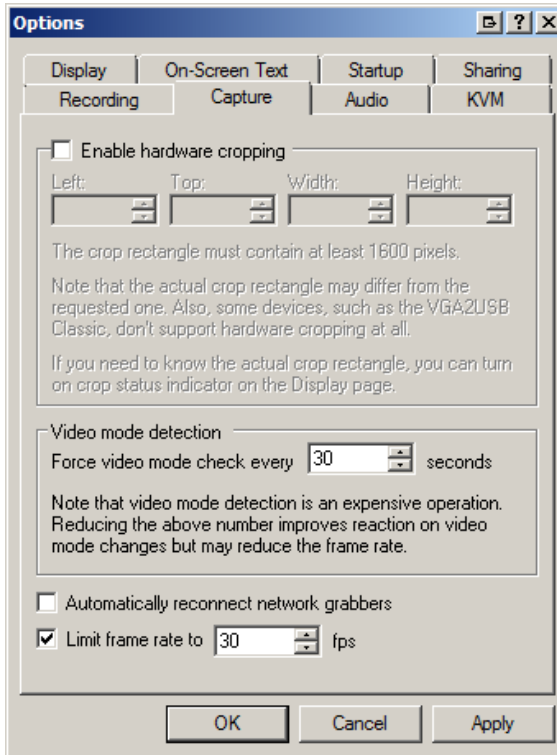 Options
Display On-Screen Text Startup Sharing
Recording Capture Audio KVM
Enable hardware cropping
Left: Top: Width: Height:
The crop rectangle must contain at least 1600 pixels.
Note that the actual crop rectangle may differ from the
requested one. Also, some devices, such as the VGA2USB
Classic, don't support hardware cropping at all.
If you need to know the actual crop rectangle, you can turn
on crop status indicator on the Display page.
Video mode detection
Force video mode check every 30 seconds
Note that video mode detection is an expensive operation.
Reducing the above number improves reaction on video
mode changes but may reduce the frame rate.
Automatically reconnect network grabbers
Limit frame rate to 30 fps
OK Cancel Apply